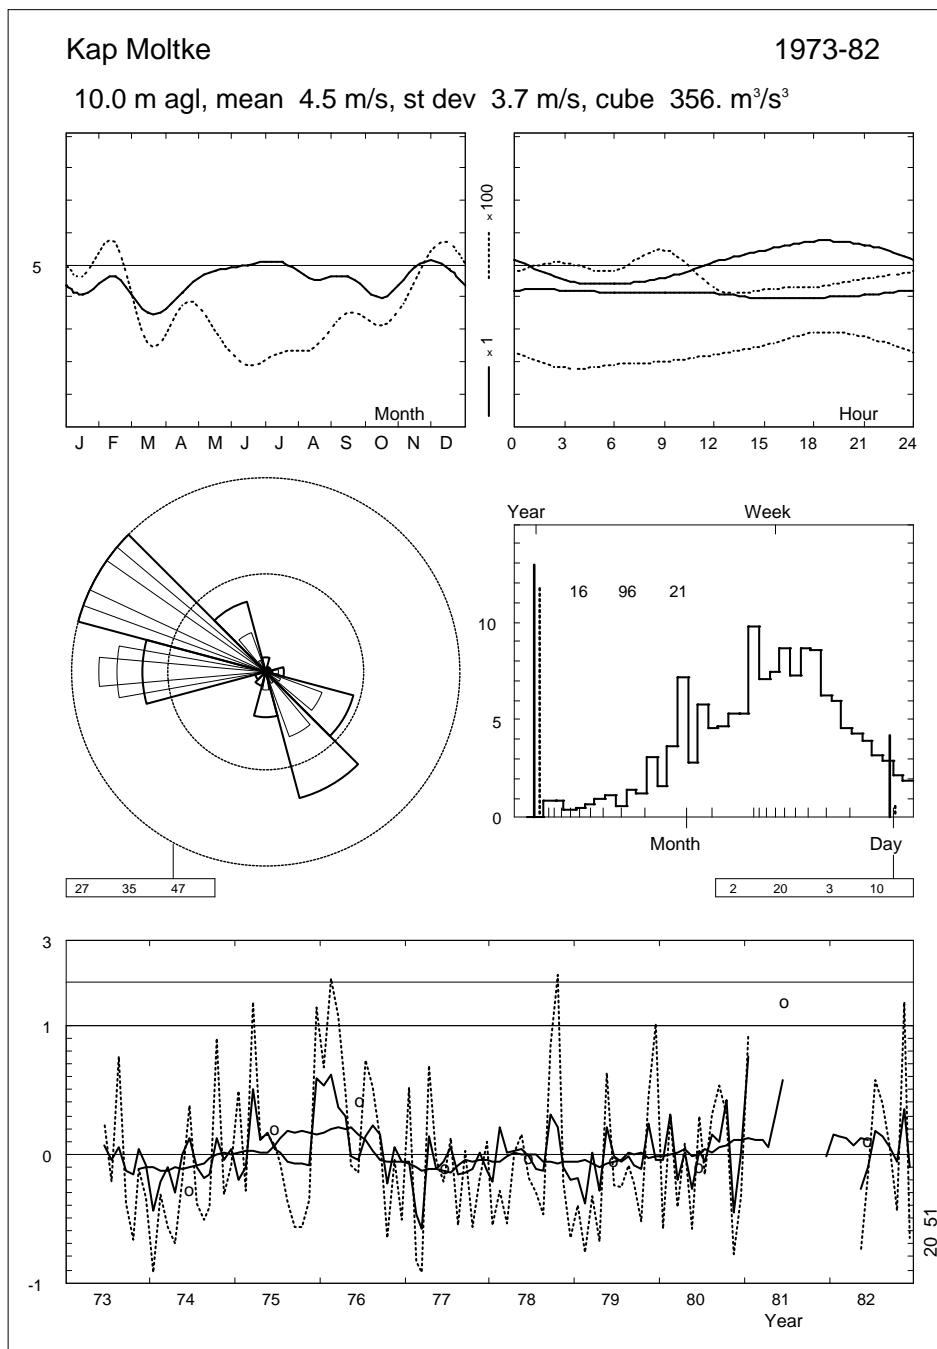 Kap Moltke 1973-82
10.0 m agl, mean 4.5 m/s, st dev 3.7 m/s, cube 356. m³/s³
5
Month
J F M A M J J A S O N D
x 1 x 100
Hour
0 3 6 9 12 15 18 21 24
Year Week
16 96 21
10
5
0
Month Day
27 35 47
2 20 3 10
3
1
0
-1
73 74 75 76 77 78 79 80 81 82
Year
20 51